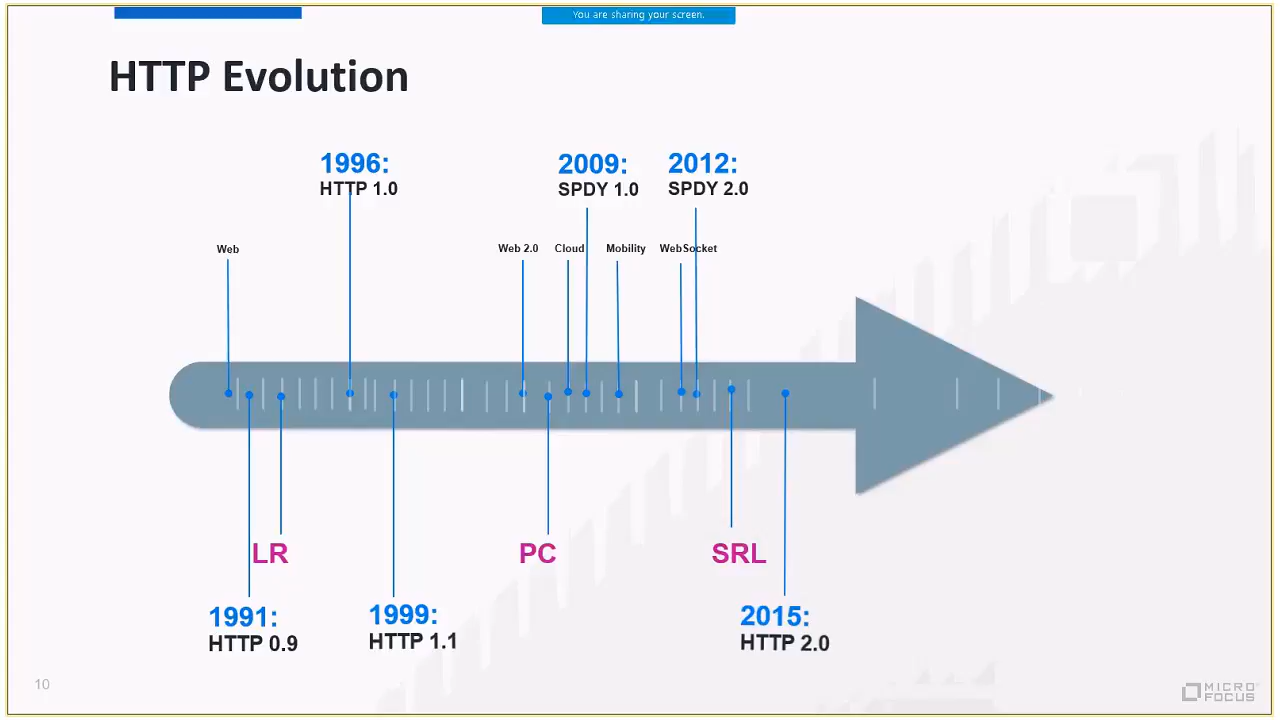 You are sharing your screen.
HTTP Evolution
1996:
HTTP 1.0
2009:
SPDY 1.0
2012:
SPDY 2.0
Web
Web 2.0
Cloud
Mobility
WebSocket
LR
PC
SRL
1991:
HTTP 0.9
1999:
HTTP 1.1
2015:
HTTP 2.0
10
MICRO
FOCUS